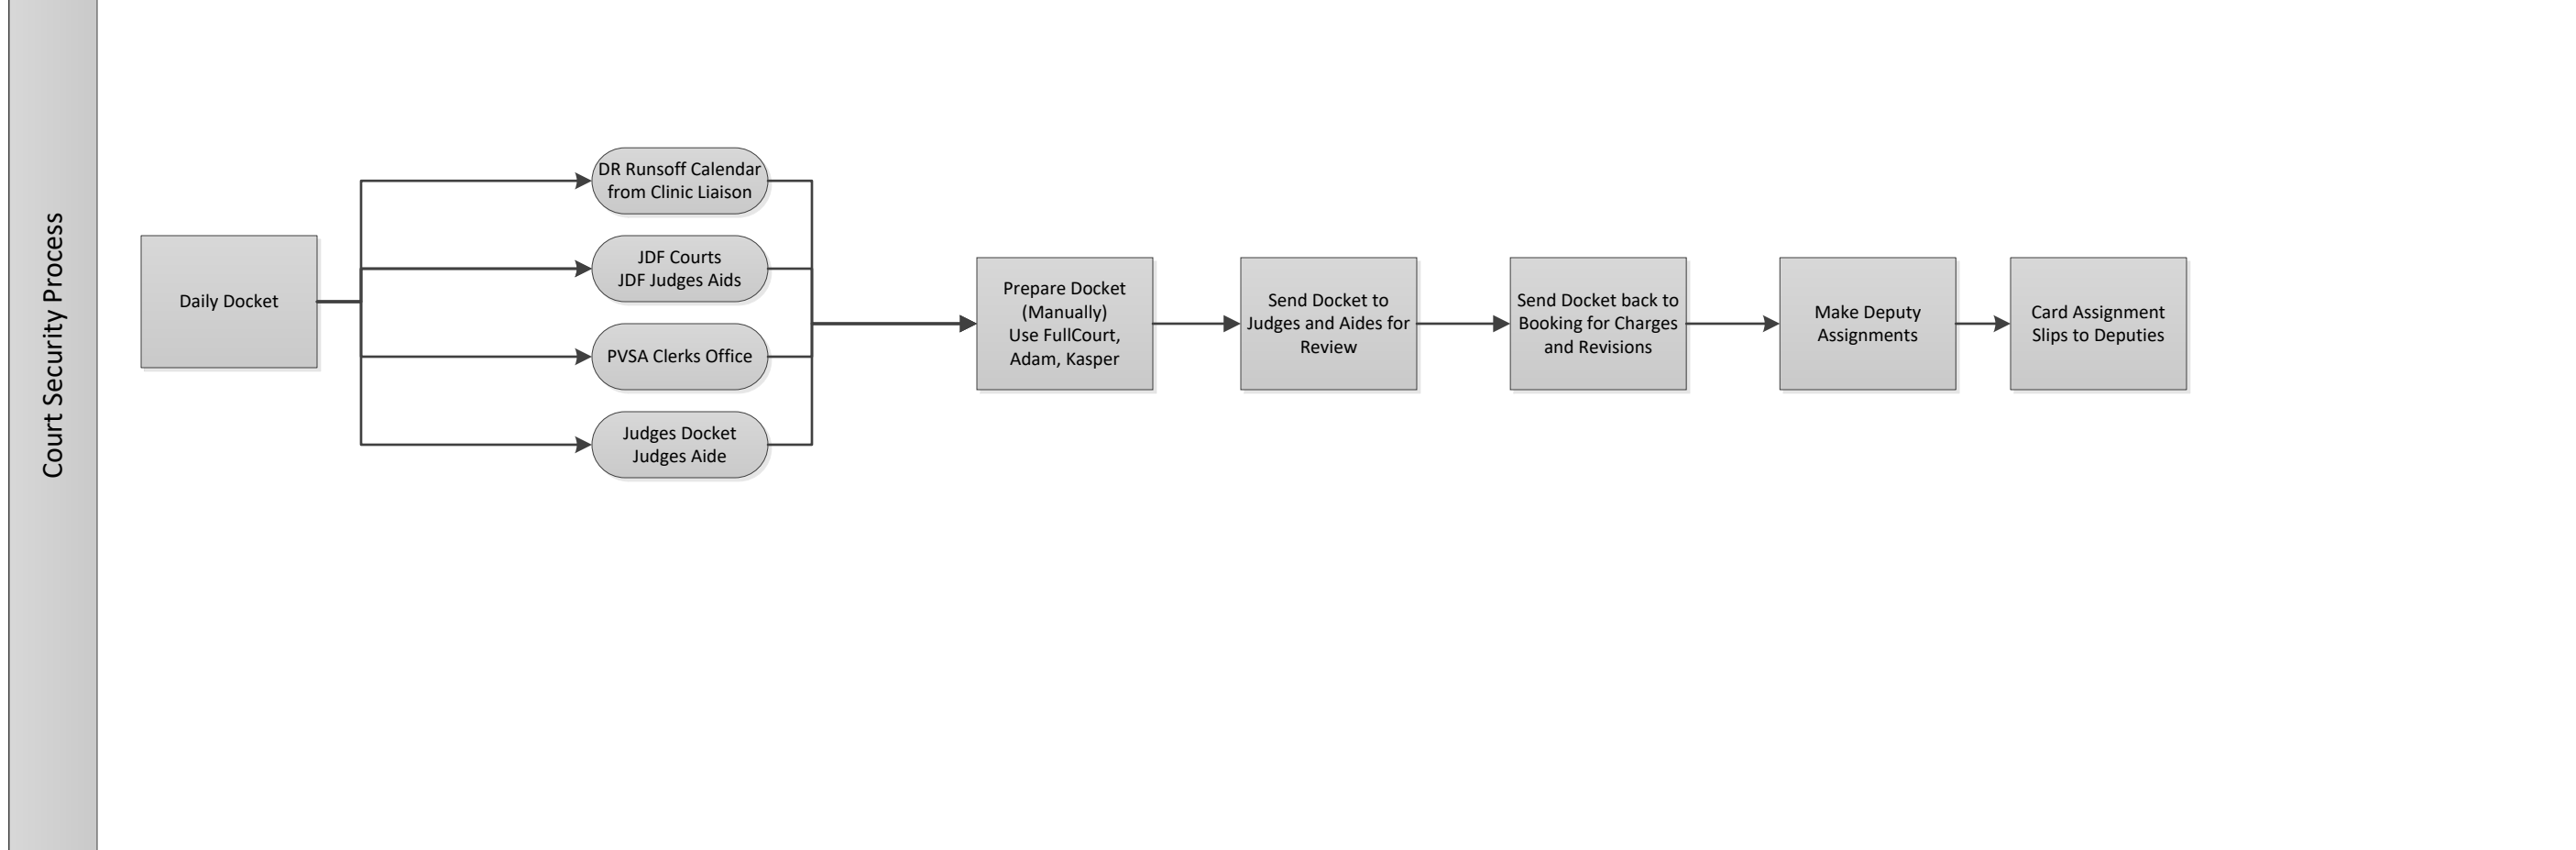 Court Security Process
Daily Docket
DR Runsoff Calendar
from Clinic Liaison
JDF Courts
JDF Judges Aids
PVSA Clerks Office
Judges Docket
Judges Aide
Prepare Docket
(Manually)
Use FullCourt,
Adam, Kasper
Send Docket to
Judges and Aides for
Review
Send Docket back to
Booking for Charges
and Revisions
Make Deputy
Assignments
Card Assignment
Slips to Deputies